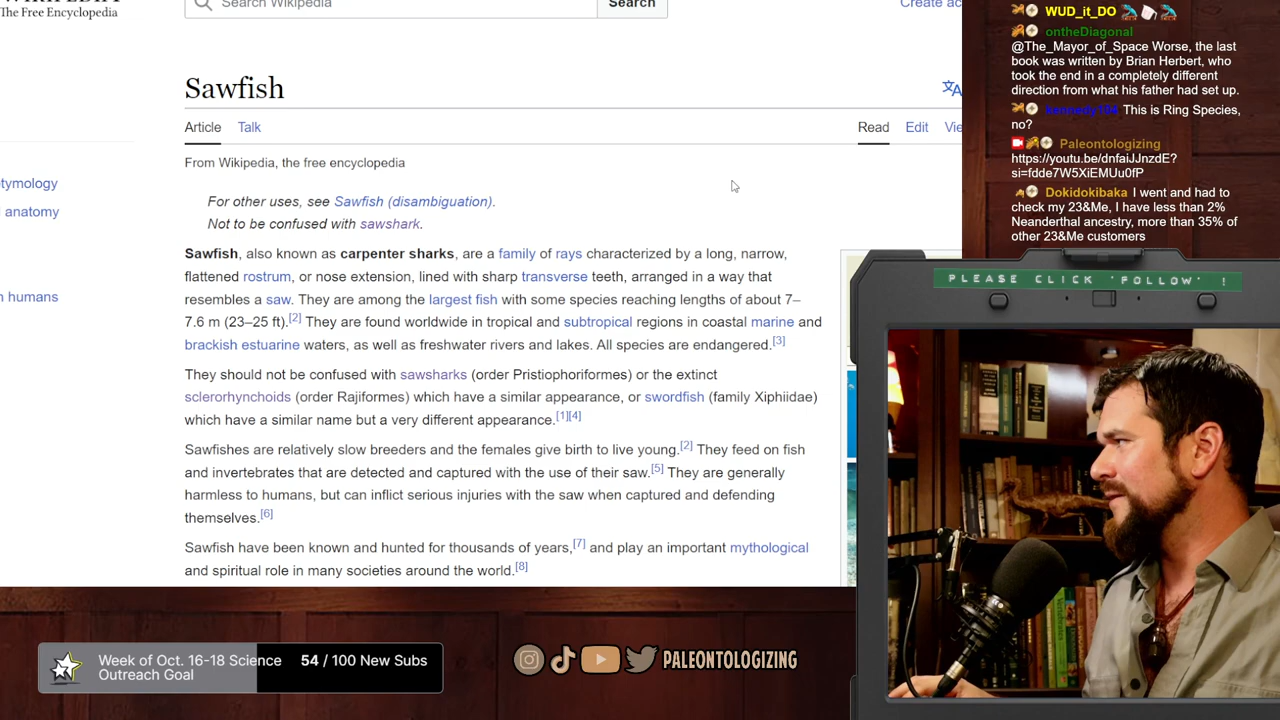 The Free Encyclopedia
Search Wikipedia
Search
Create ac
Sawfish
Article
Talk
Read
Edit
Vie
From Wikipedia, the free encyclopedia
etymology
anatomy
n humans
For other uses, see Sawfish (disambiguation).
Not to be confused with sawshark.
Sawfish, also known as carpenter sharks, are a family of rays characterized by a long, narrow,
flattened rostrum, or nose extension, lined with sharp transverse teeth, arranged in a way that
resembles a saw. They are among the largest fish with some species reaching lengths of about 7–
7.6 m (23–25 ft).[2] They are found worldwide in tropical and subtropical regions in coastal marine and
brackish estuarine waters, as well as freshwater rivers and lakes. All species are endangered.[3]
They should not be confused with sawsharks (order Pristiophoriformes) or the extinct
sclerorhynchoids (order Rajiformes) which have a similar appearance, or swordfish (family Xiphiidae)
which have a similar name but a very different appearance.[1][4]
Sawfishes are relatively slow breeders and the females give birth to live young.[2] They feed on fish
and invertebrates that are detected and captured with the use of their saw.[5] They are generally
harmless to humans, but can inflict serious injuries with the saw when captured and defending
themselves.[6]
Sawfish have been known and hunted for thousands of years,[7] and play an important mythological
and spiritual role in many societies around the world.[8]
WUD_it_DO
ontheDiagonal
@The_Mayor_of_Space Worse, the last
book was written by Brian Herbert, who
took the end in a completely different
direction from what his father had set up.
kennedy104 This is Ring Species,
no?
Paleontologizing
https://youtu.be/dnfaiJJnzdE?
si=fdde7W5XiEMUu0fP
Dokidokibaka I went and had to
check my 23&Me, I have less than 2%
Neanderthal ancestry, more than 35% of
other 23&Me customers
PLEASE CLICK 'FOLLOW' !
Week of Oct. 16-18 Science
Outreach Goal
54 / 100 New Subs
PALEONTOLOGIZING